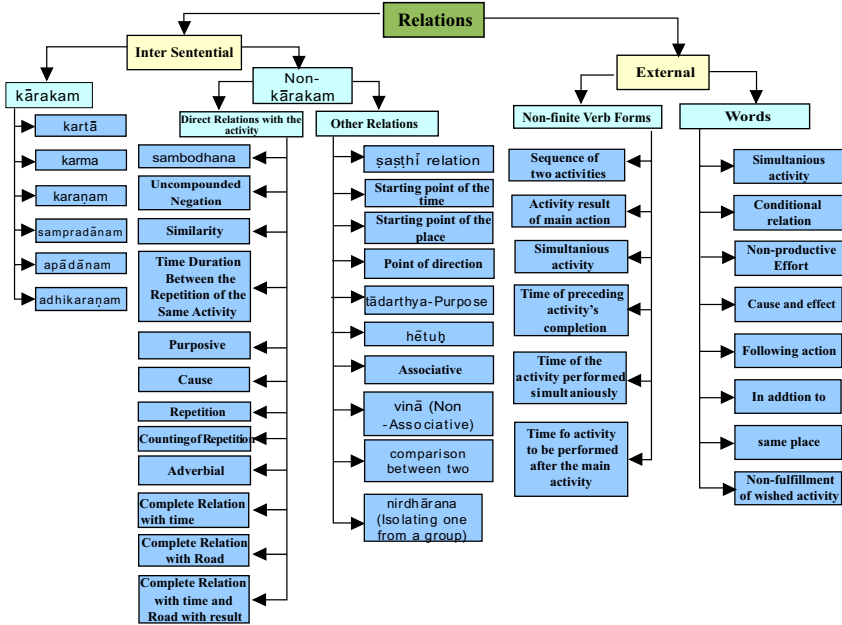 Relations
Inter Sentential
External
kārakam
Non-
kārakam
kartā
karma
karaṇam
sampradānam
apādānam
adhikaraṇam
Direct Relations with the
activity
sambodhana
Uncompounded
Negation
Similarity
Time Duration
Between the
Repetition of the
Same Activity
Purposive
Cause
Repetition
Counting of Repetition
Adverbial
Complete Relation
with time
Complete Relation
with Road
Complete Relation
with time and
Road with result
Other Relations
ṣaṣṭhī relation
Starting point of the
time
Starting point of the
place
Point of direction
tādarthya-Purpose
hētuḥ
Associative
vinā (Non
-Associative)
comparison
between two
nirdhārana
(Isolating one
from a group)
Non-finite Verb Forms
Sequence of
two activities
Activity result
of main action
Simultanious
activity
Time of preceding
activity's
completion
Time of the
activity performed
simultaniously
Time fo activity
to be performed
after the main
activity
Words
Simultanious
activity
Conditional
relation
Non-productive
Effort
Cause and effect
Following action
In addtion to
same place
Non-fulfillment
of wished activity